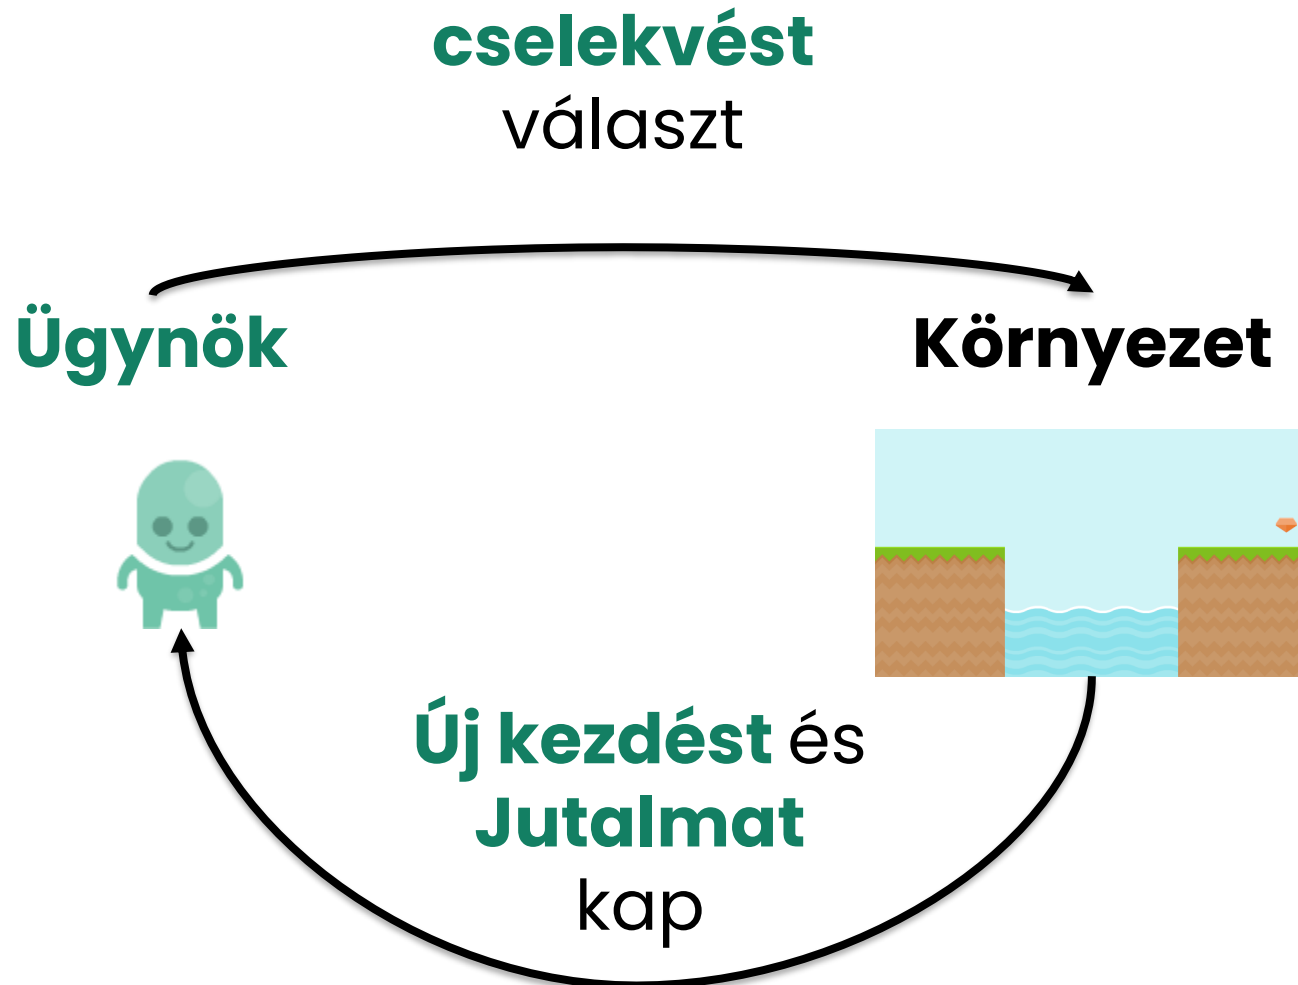 cselekvést
választ
Ügynök
Környezet
Új kezdést és
Jutalmat
kap